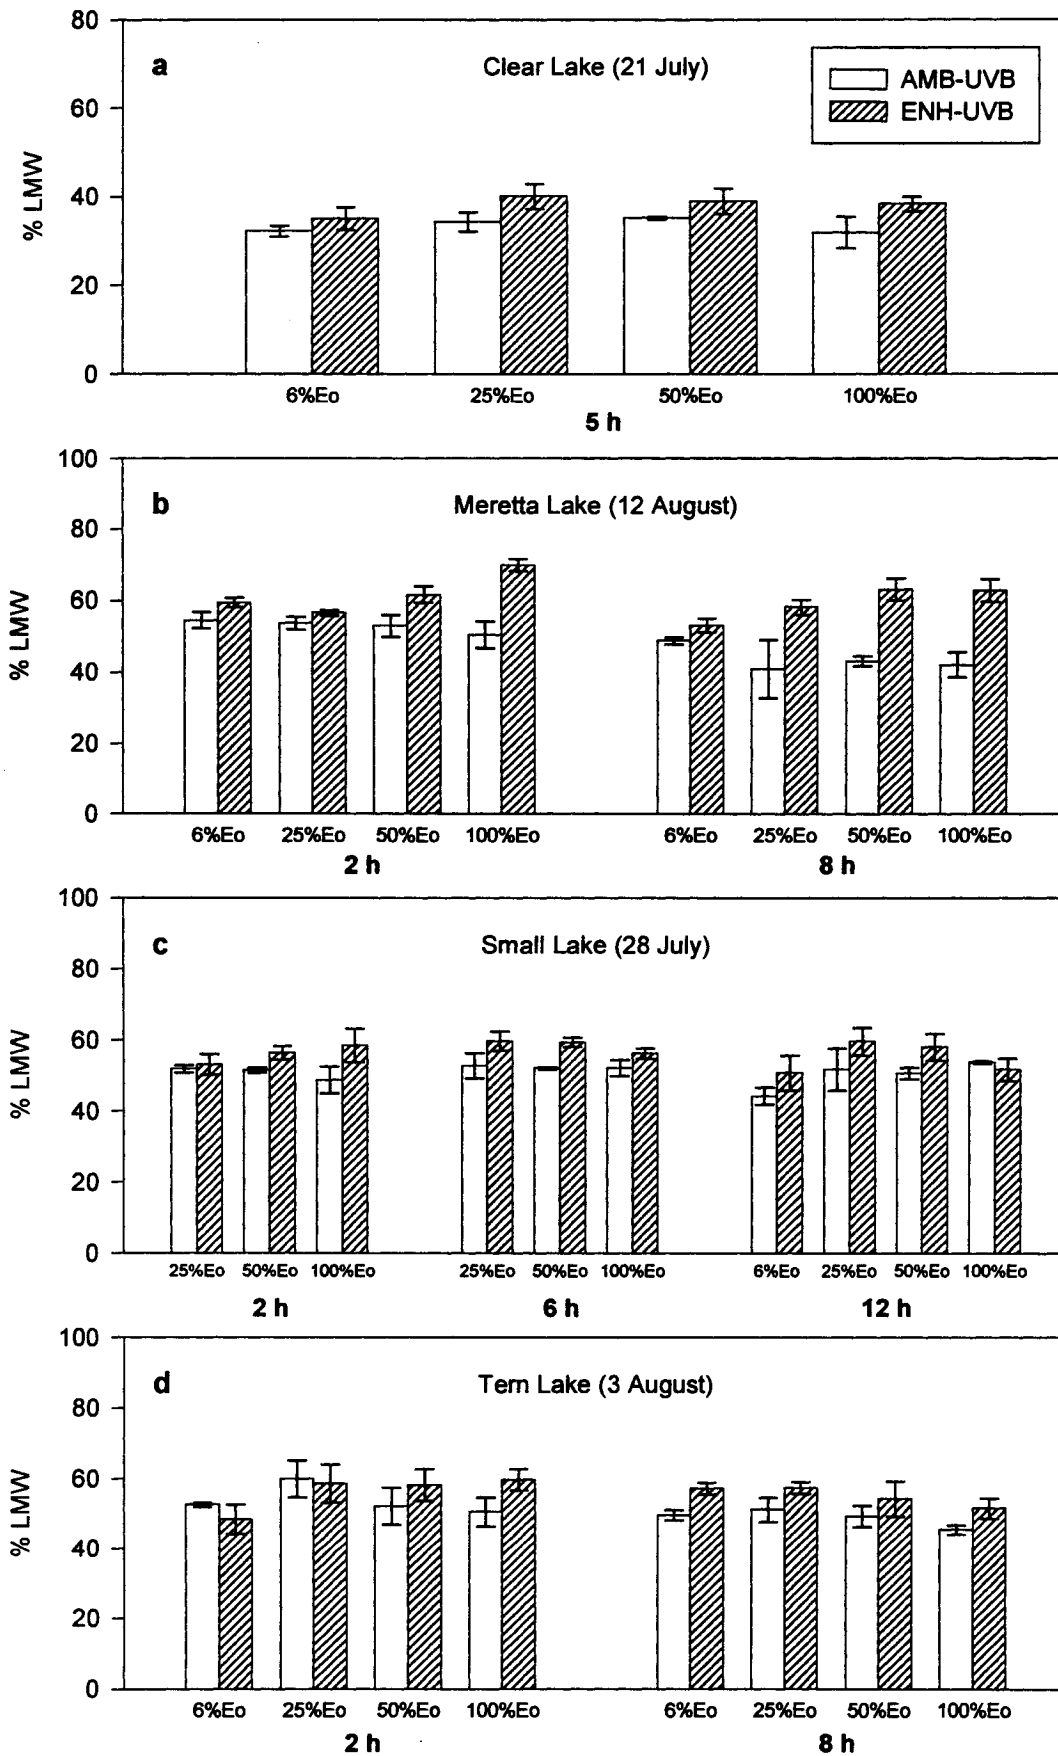 80
a
Clear Lake (21 July)
AMB-UVB
ENH-UVB
60
40
20
0
% LMW
6%Eo 25%Eo 50%Eo 100%Eo
5 h
100
b
Meretta Lake (12 August)
80
60
40
20
0
% LMW
6%Eo 25%Eo 50%Eo 100%Eo 6%Eo 25%Eo 50%Eo 100%Eo
2 h 8 h
100
c
Small Lake (28 July)
80
60
40
20
0
% LMW
25%Eo 50%Eo 100%Eo 25%Eo 50%Eo 100%Eo 6%Eo 25%Eo 50%Eo 100%Eo
2 h 6 h 12 h
100
d
Tern Lake (3 August)
80
60
40
20
0
% LMW
6%Eo 25%Eo 50%Eo 100%Eo 6%Eo 25%Eo 50%Eo 100%Eo
2 h 8 h